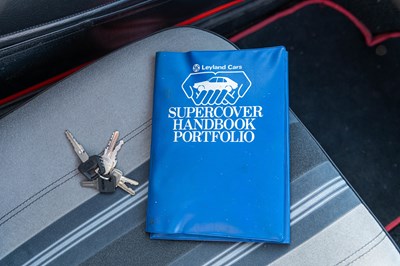 Leyland Cars
SUPERCOVER
HANDBOOK
PORTFOLIO